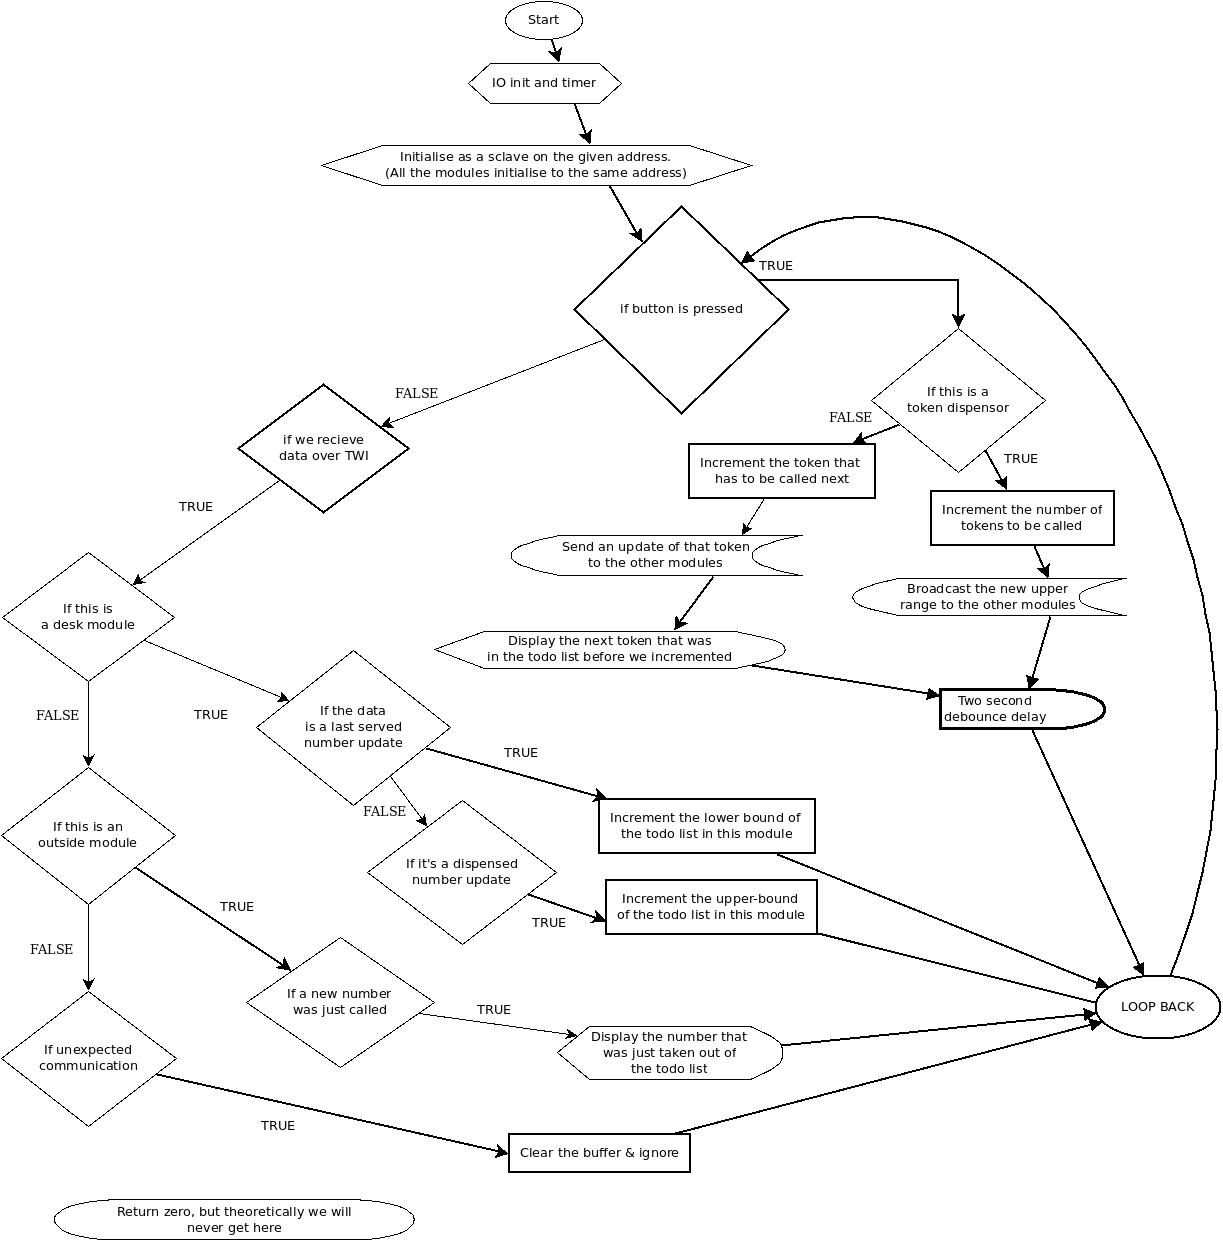 Start
IO init and timer
Initialise as a sclave on the given address.
(All the modules initialise to the same address)
TRUE
if button is pressed
FALSE
If this is a
token dispensor
FALSE
TRUE
if we recieve
data over TWI
TRUE
Increment the token that
has to be called next
Increment the number of
tokens to be called
Send an update of that token
to the other modules
Broadcast the new upper
range to the other modules
If this is
a desk module
Display the next token that was
in the todo list before we incremented
Two second
debounce delay
FALSE
TRUE
If the data
is a last served
number update
TRUE
FALSE
Increment the lower bound of
the todo list in this module
If this is an
outside module
If it's a dispensed
number update
TRUE
Increment the upper-bound
of the todo list in this module
TRUE
FALSE
If a new number
was just called
TRUE
LOOP BACK
Display the number that
was just taken out of
the todo list
If unexpected
communication
TRUE
Clear the buffer & ignore
Return zero, but theoretically we will
never get here